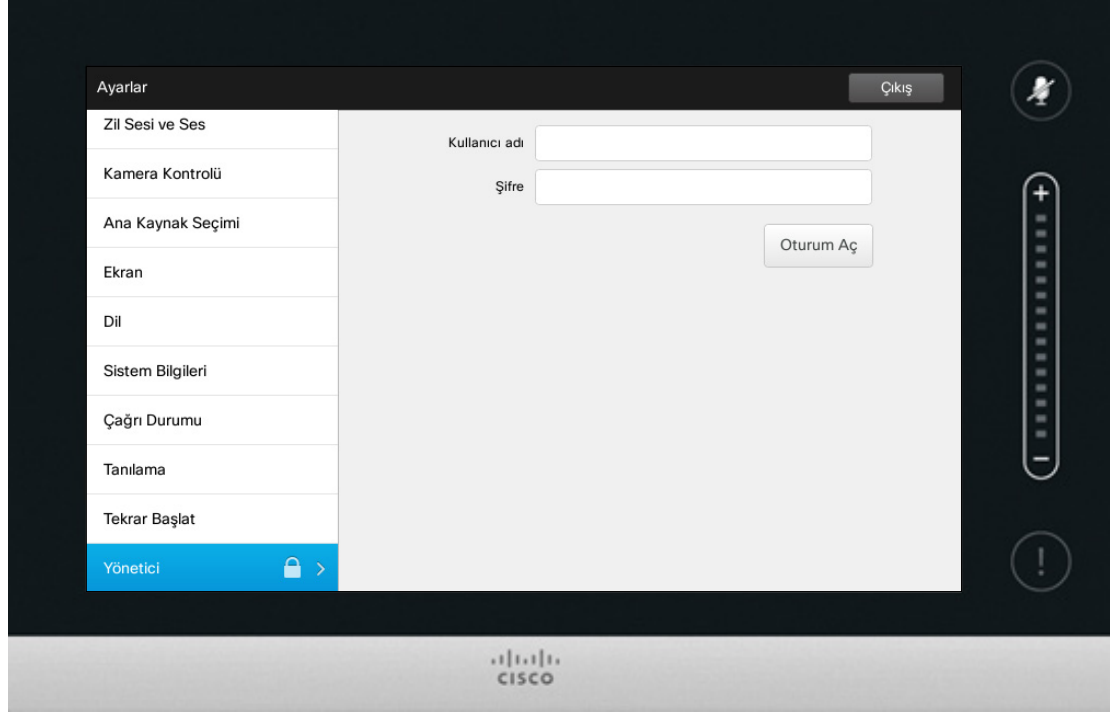 Ayarlar
Çıkış
Zil Sesi ve Ses
Kamera Kontrolü
Ana Kaynak Seçimi
Ekran
Dil
Sistem Bilgileri
Çağrı Durumu
Tanılama
Tekrar Başlat
Yönetici
Kullanıcı adı
Şifre
Oturum Aç
+
−
!
CISCO